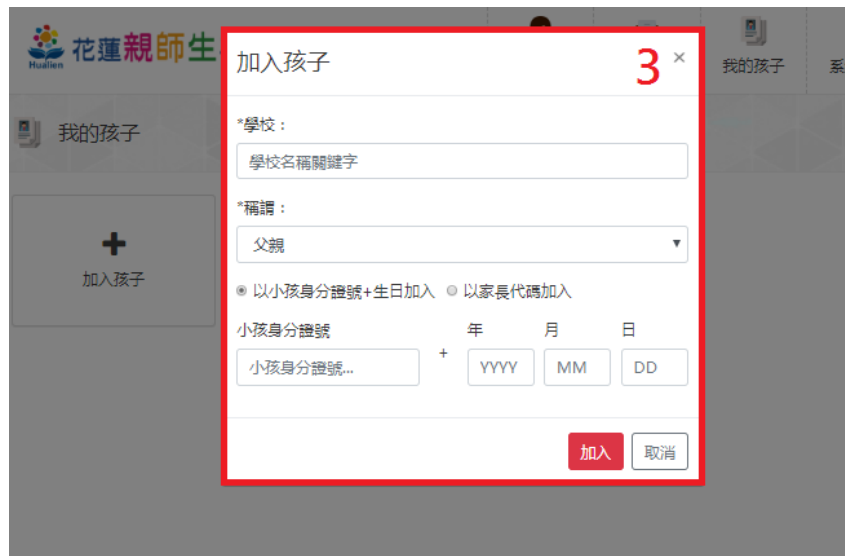 Hualien
花蓮親師生
我的孩子
系
我的孩子
加入孩子
加入孩子
3
×
*學校：
學校名稱關鍵字
*稱謂：
父親
以小孩身分證號+生日加入 以家長代碼加入
小孩身分證號 年 月 日
小孩身分證號... + YYYY MM DD
加入 取消